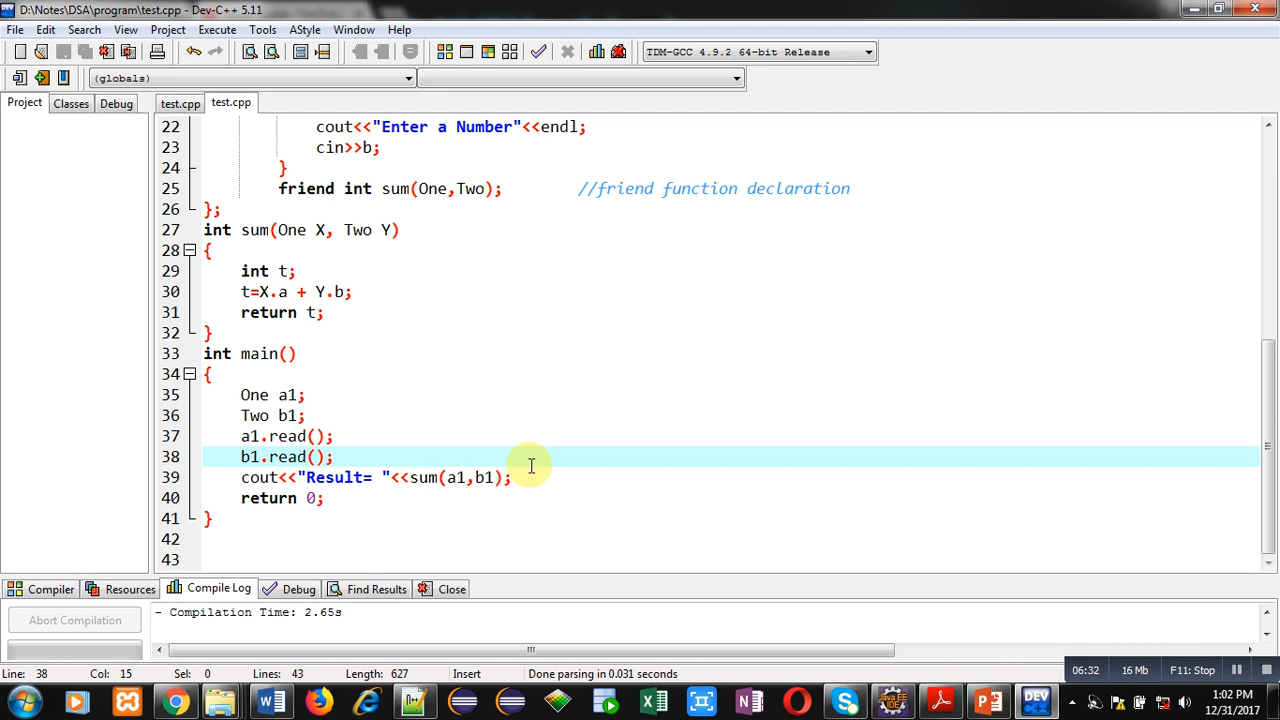 D:\Notes\DSA\program\test.cpp - Dev-C++ 5.11
File Edit Search View Project Execute Tools AStyle Window Help
TDM-GCC 4.9.2 64-bit Release
(globals)
Project Classes Debug test.cpp test.cpp
22 cout<<"Enter a Number"<<endl;
23 cin>>b;
24 }
25 friend int sum(One,Two); //friend function declaration
26 };
27 int sum(One X, Two Y)
28 {
29 int t;
30 t=X.a + Y.b;
31 return t;
32 }
33 int main()
34 {
35 One a1;
36 Two b1;
37 a1.read();
38 b1.read();
39 cout<<"Result= "<<sum(a1,b1);
40 return 0;
41 }
42
43
Compiler Resources Compile Log Debug Find Results Close
- Compilation Time: 2.65s
Abort Compilation
Line: 38 Col: 15 Sel: 0 Lines: 43 Length: 627 Insert Done parsing in 0.031 seconds
06:32 16 Mb F11: Stop
1:02 PM
12/31/2017